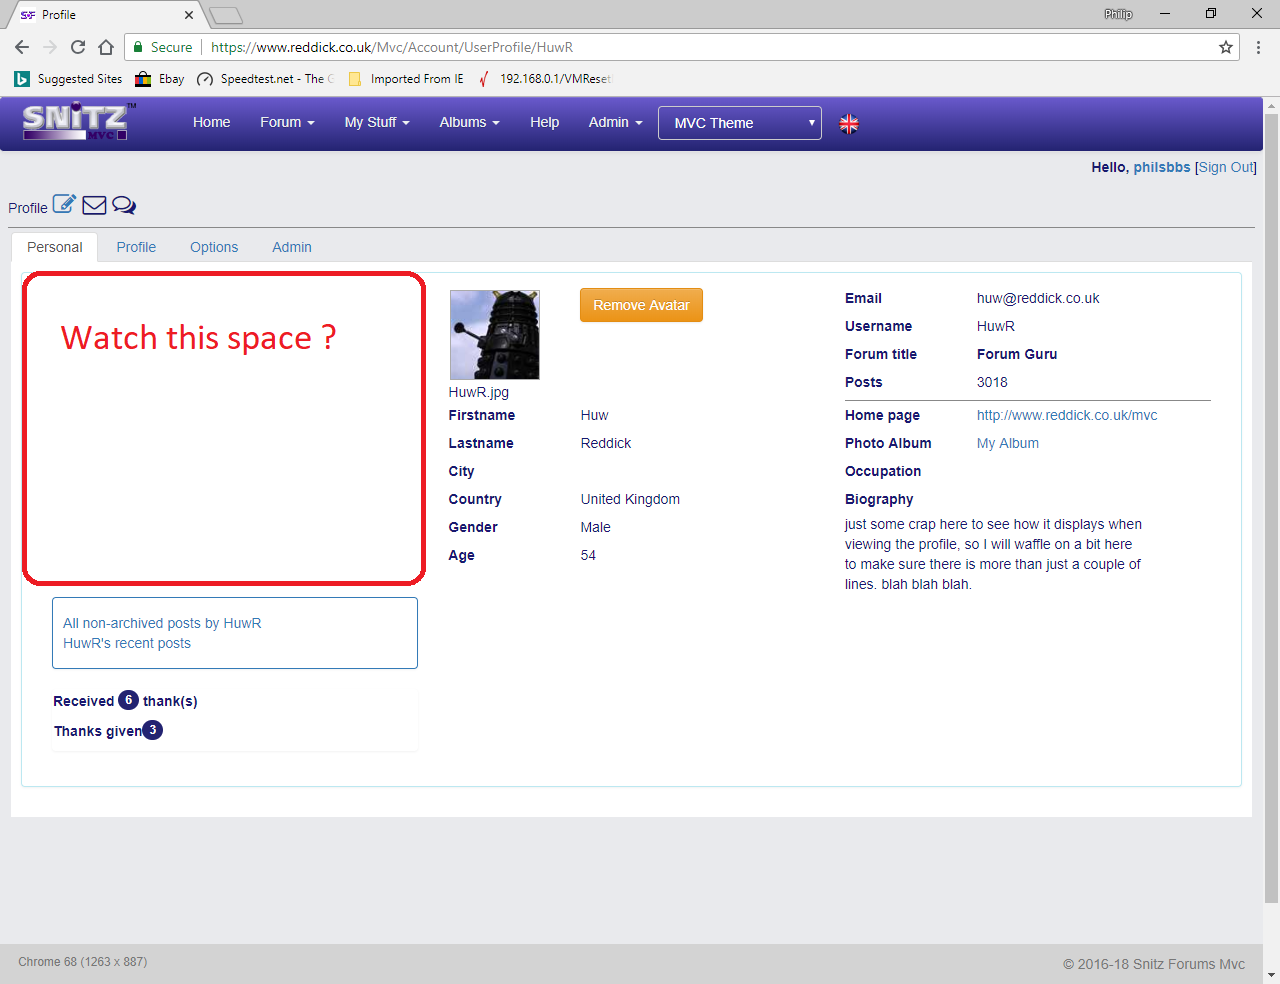 Profile
Philip
Secure https://www.reddick.co.uk/Mvc/Account/UserProfile/HuwR
Suggested Sites Ebay Speedtest.net - The G Imported From IE 192.168.0.1/VMReset
SNiTZ™
MVC
Home Forum My Stuff Albums Help Admin MVC Theme
Hello, philsbbs [Sign Out]
Profile
Personal Profile Options Admin
Watch this space ?
Remove Avatar
HuwR.jpg
Firstname Huw
Lastname Reddick
City
Country United Kingdom
Gender Male
Age 54
Email huw@reddick.co.uk
Username HuwR
Forum title Forum Guru
Posts 3018
Home page http://www.reddick.co.uk/mvc
Photo Album My Album
Occupation
Biography
just some crap here to see how it displays when
viewing the profile, so I will waffle on a bit here
to make sure there is more than just a couple of
lines. blah blah blah.
All non-archived posts by HuwR
HuwR's recent posts
Received 6 thank(s)
Thanks given 3
Chrome 68 (1263 x 887)
© 2016-18 Snitz Forums Mvc